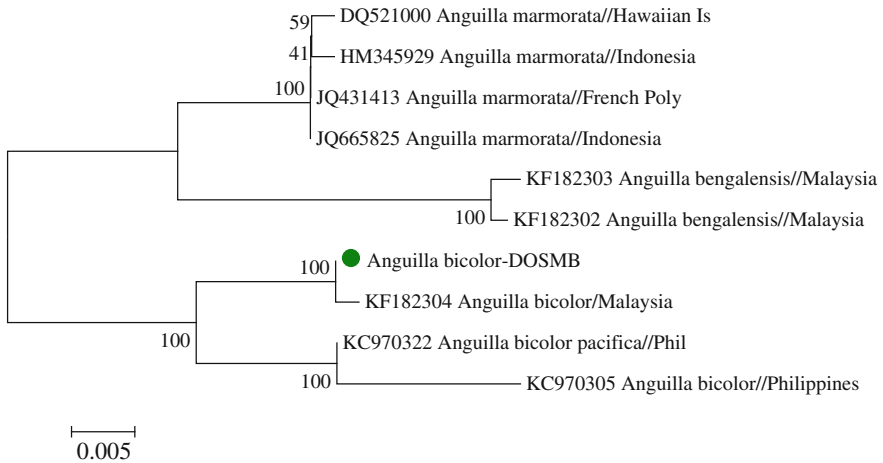 59
DQ521000 Anguilla marmorata//Hawaiian Is
41
HM345929 Anguilla marmorata//Indonesia
100
JQ431413 Anguilla marmorata//French Poly
JQ665825 Anguilla marmorata//Indonesia
KF182303 Anguilla bengalensis//Malaysia
100
KF182302 Anguilla bengalensis//Malaysia
100
Anguilla bicolor-DOSMB
KF182304 Anguilla bicolor/Malaysia
100
KC970322 Anguilla bicolor pacifica//Phil
100
KC970305 Anguilla bicolor//Philippines
0.005